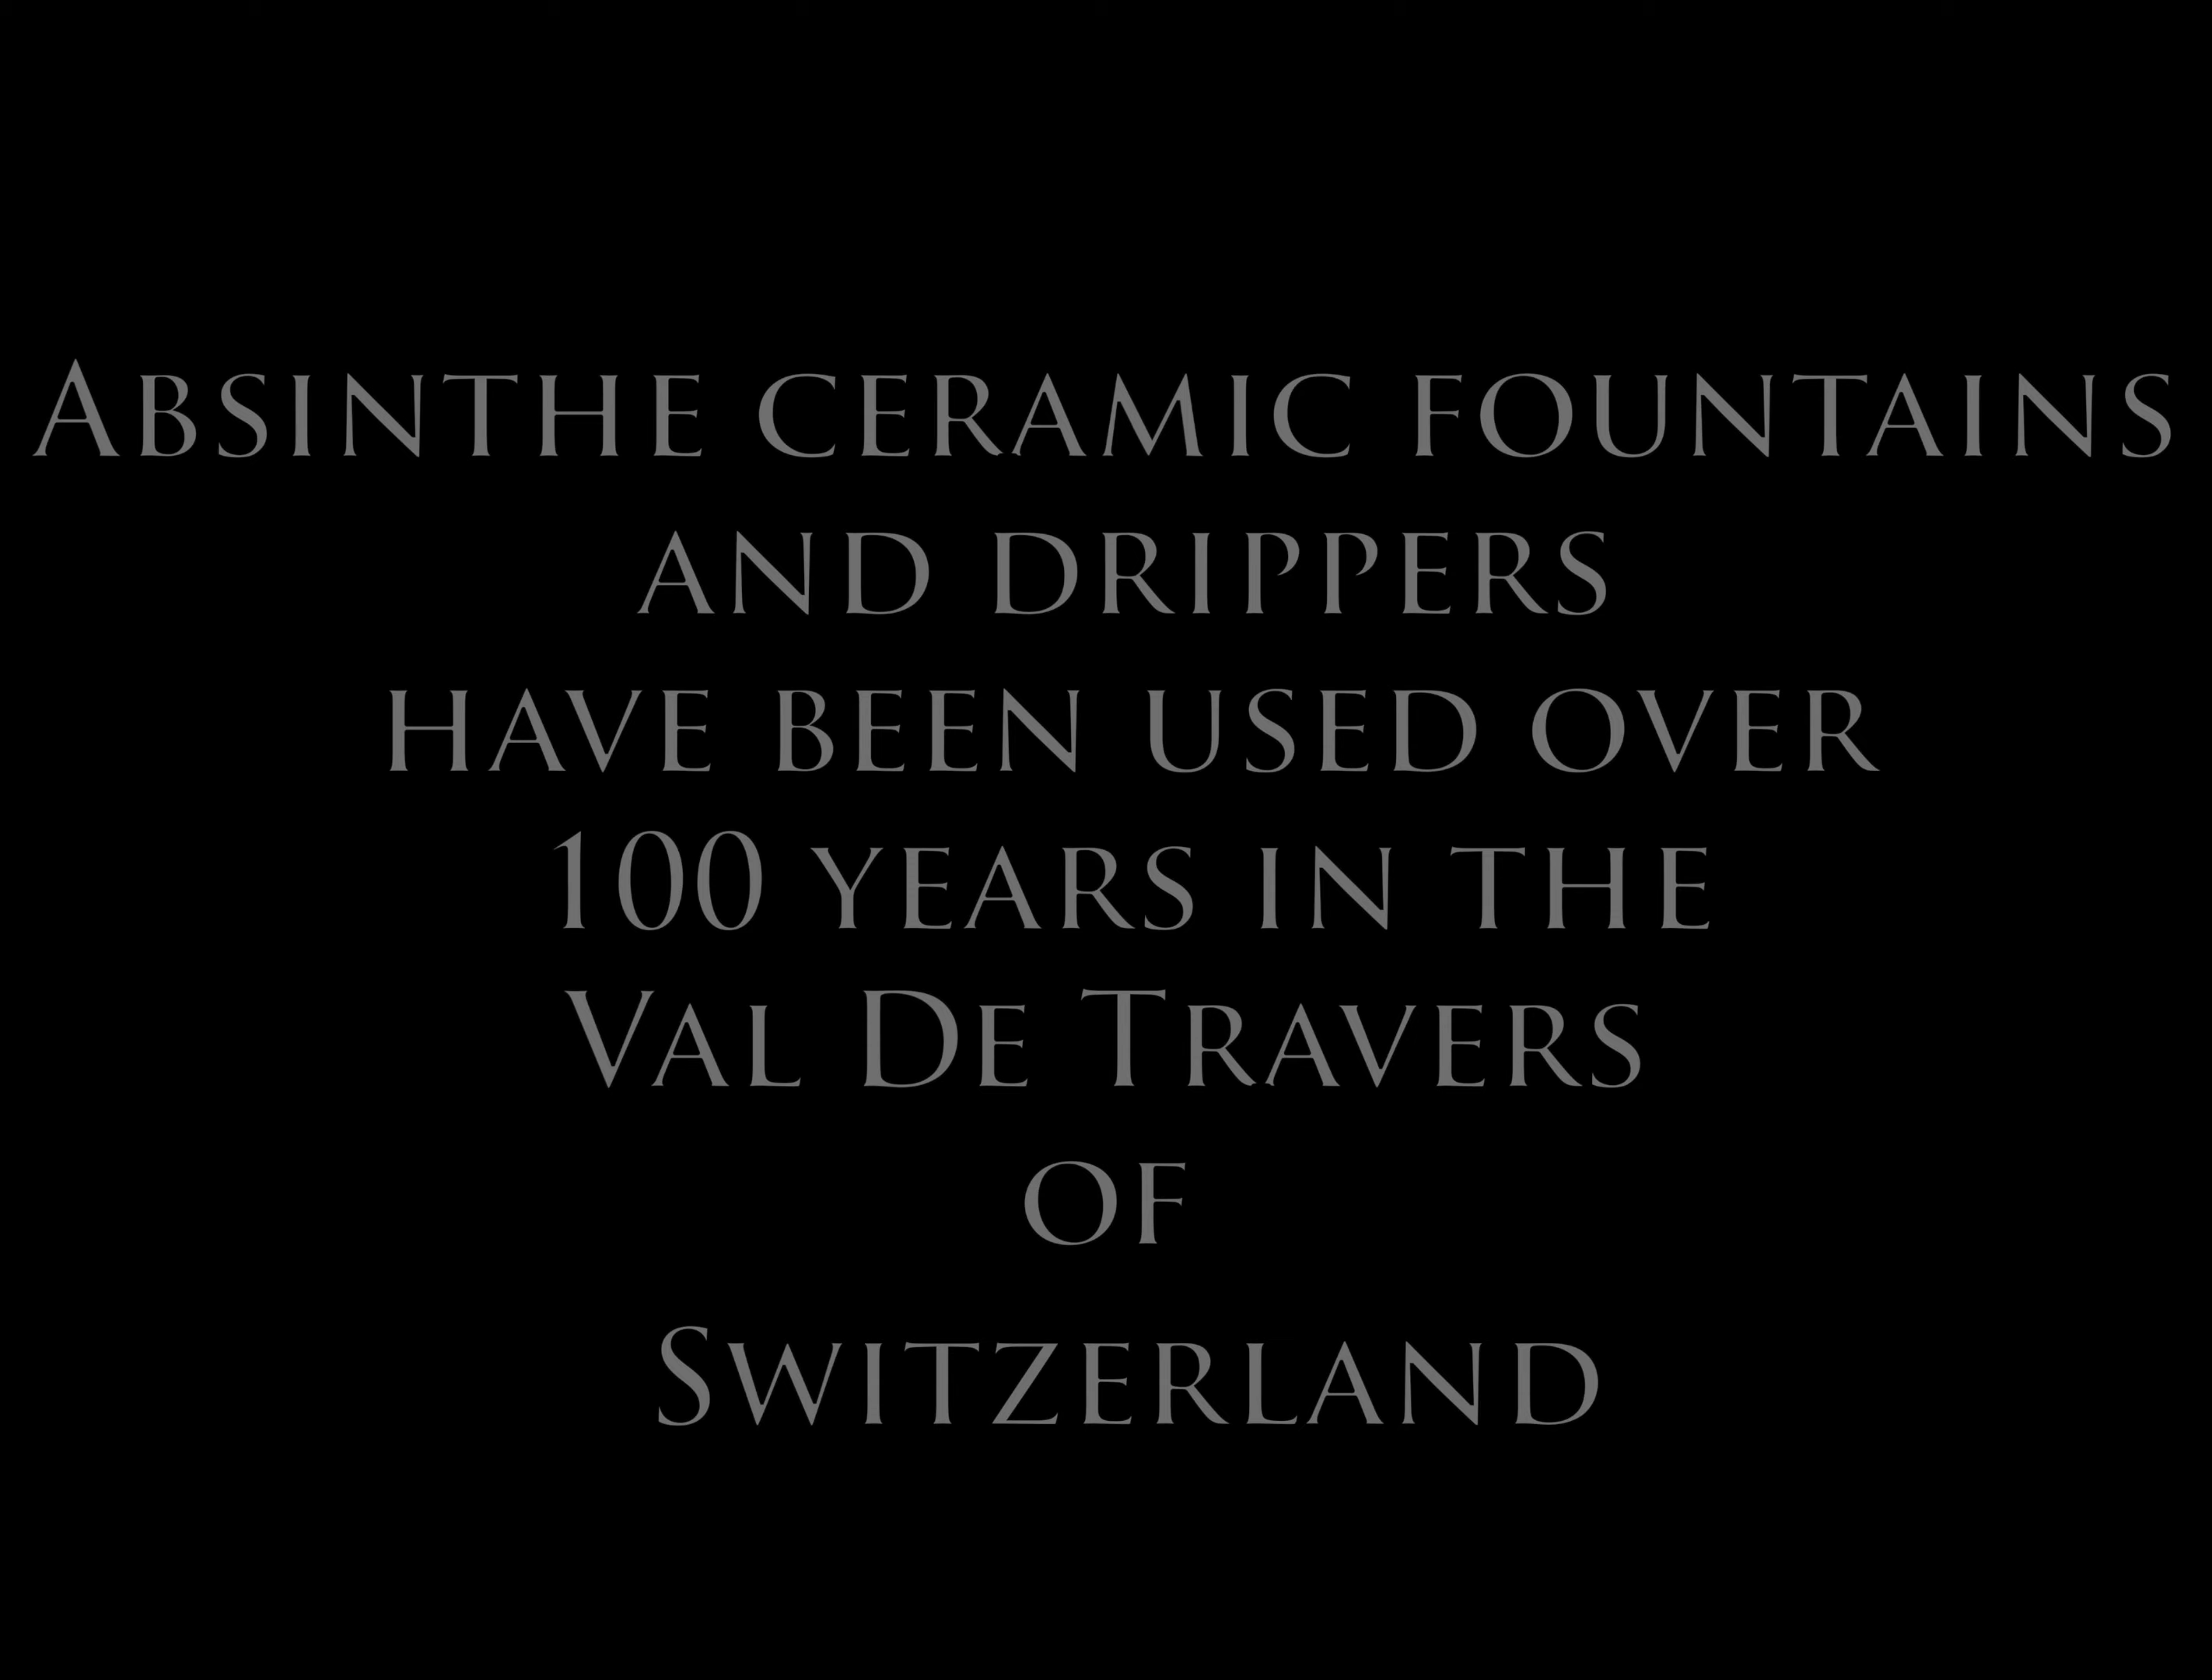 Absinthe ceramic fountains
and drippers
have been used over
100 years in the
Val De Travers
of
Switzerland